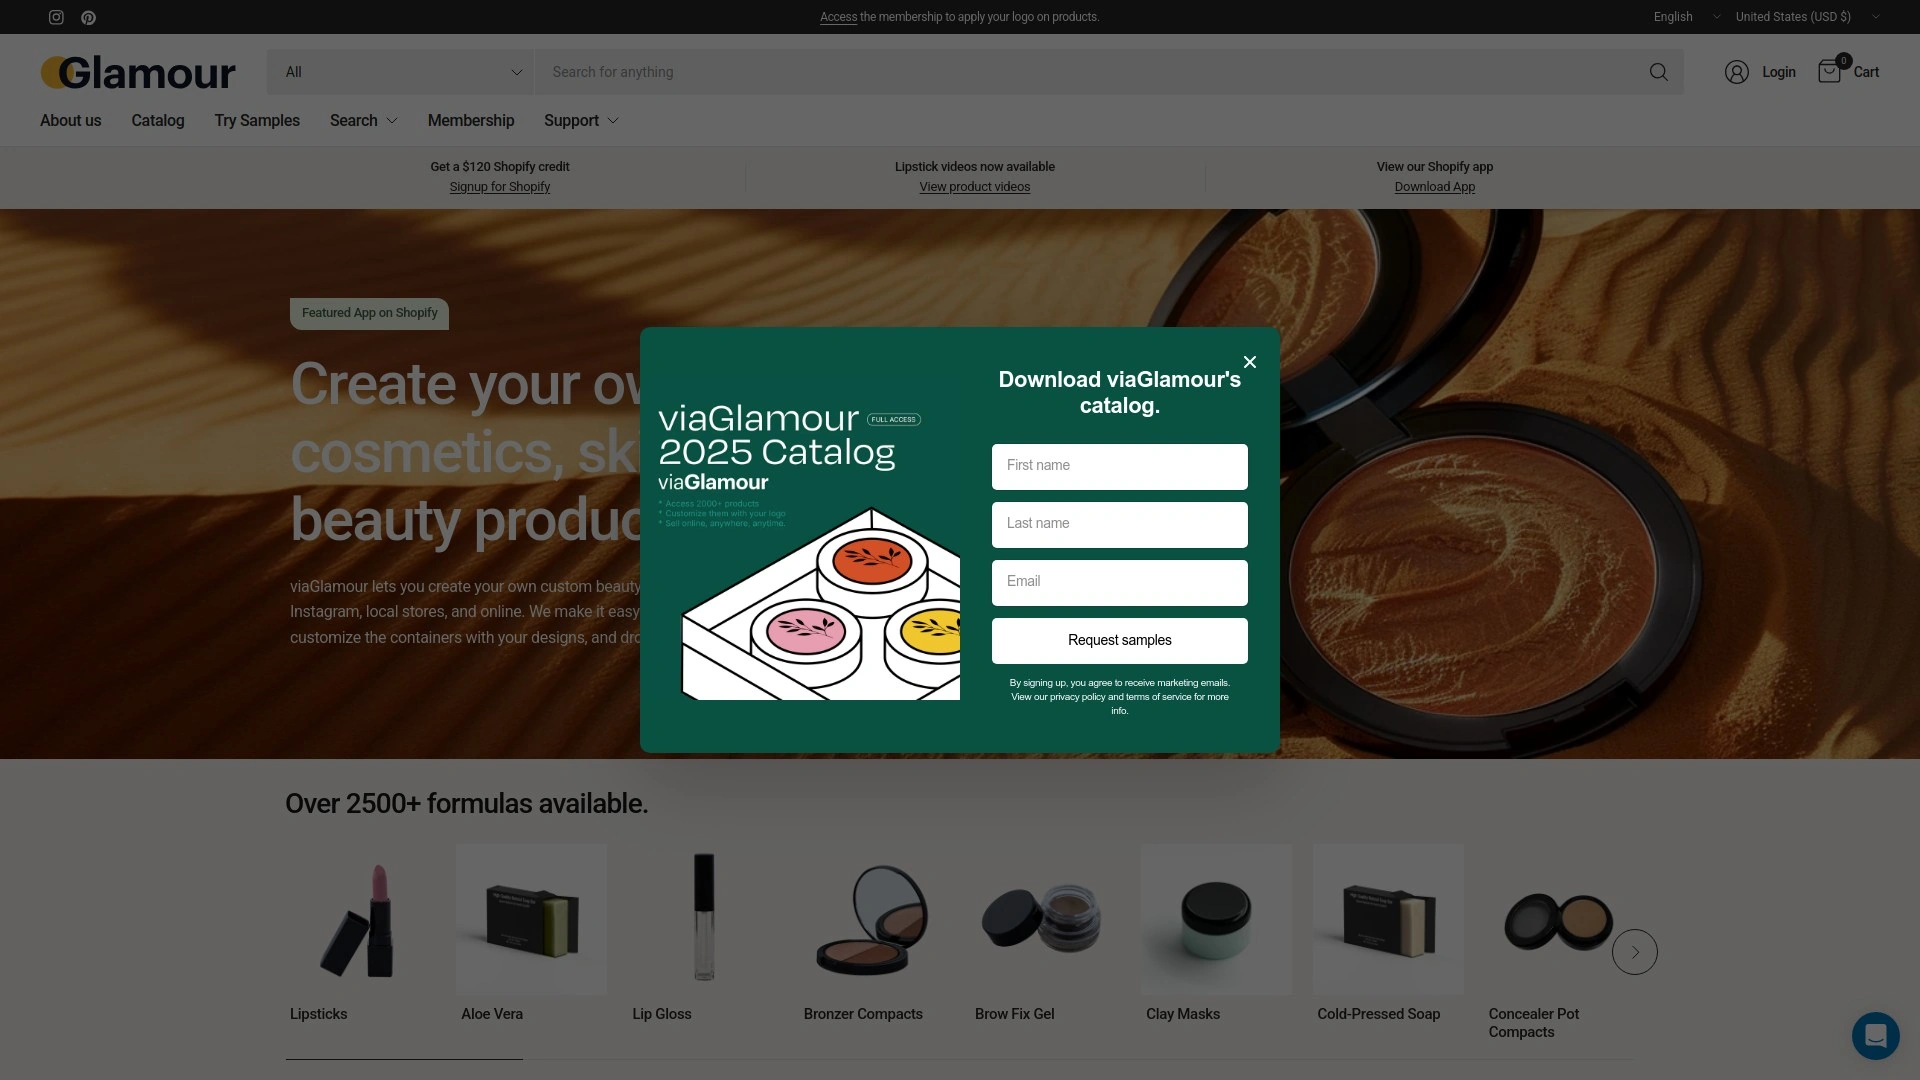 Access the membership to apply your logo on products.
English
United States (USD $)
Glamour
All
Search for anything
Login
0
Cart
About us
Catalog
Try Samples
Search
Membership
Support
Get a $120 Shopify credit
Signup for Shopify
Lipstick videos now available
View product videos
View our Shopify app
Download App
Featured App on Shopify
Create your ow
cosmetics, ski
beauty produc
viaGlamour lets you create your own custom beauty
Instagram, local stores, and online. We make it easy
customize the containers with your designs, and dro
viaGlamour FULL ACCESS
2025 Catalog
viaGlamour
* Access 2000+ products
* Customize them with your logo
* Sell online, anywhere, anytime.
Download viaGlamour's
catalog.
First name
Last name
Email
Request samples
By signing up, you agree to receive marketing emails.
View our privacy policy and terms of service for more
info.
Over 2500+ formulas available.
Lipsticks
Aloe Vera
Lip Gloss
Bronzer Compacts
Brow Fix Gel
Clay Masks
Cold-Pressed Soap
Concealer Pot
Compacts